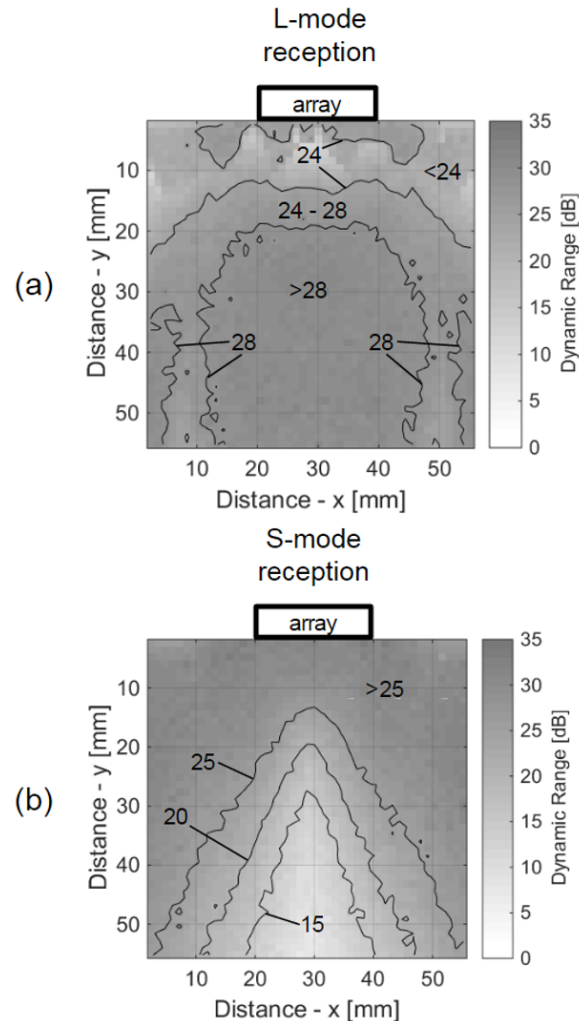 L-mode
reception
array
24
<24
24 - 28
>28
28
28
10
20
30
40
50
Distance - y [mm]
10 20 30 40 50
Distance - x [mm]
35
30
25
20
15
10
5
0
Dynamic Range [dB]
(a)
S-mode
reception
array
>25
25
20
15
10
20
30
40
50
Distance - y [mm]
10 20 30 40 50
Distance - x [mm]
35
30
25
20
15
10
5
0
Dynamic Range [dB]
(b)